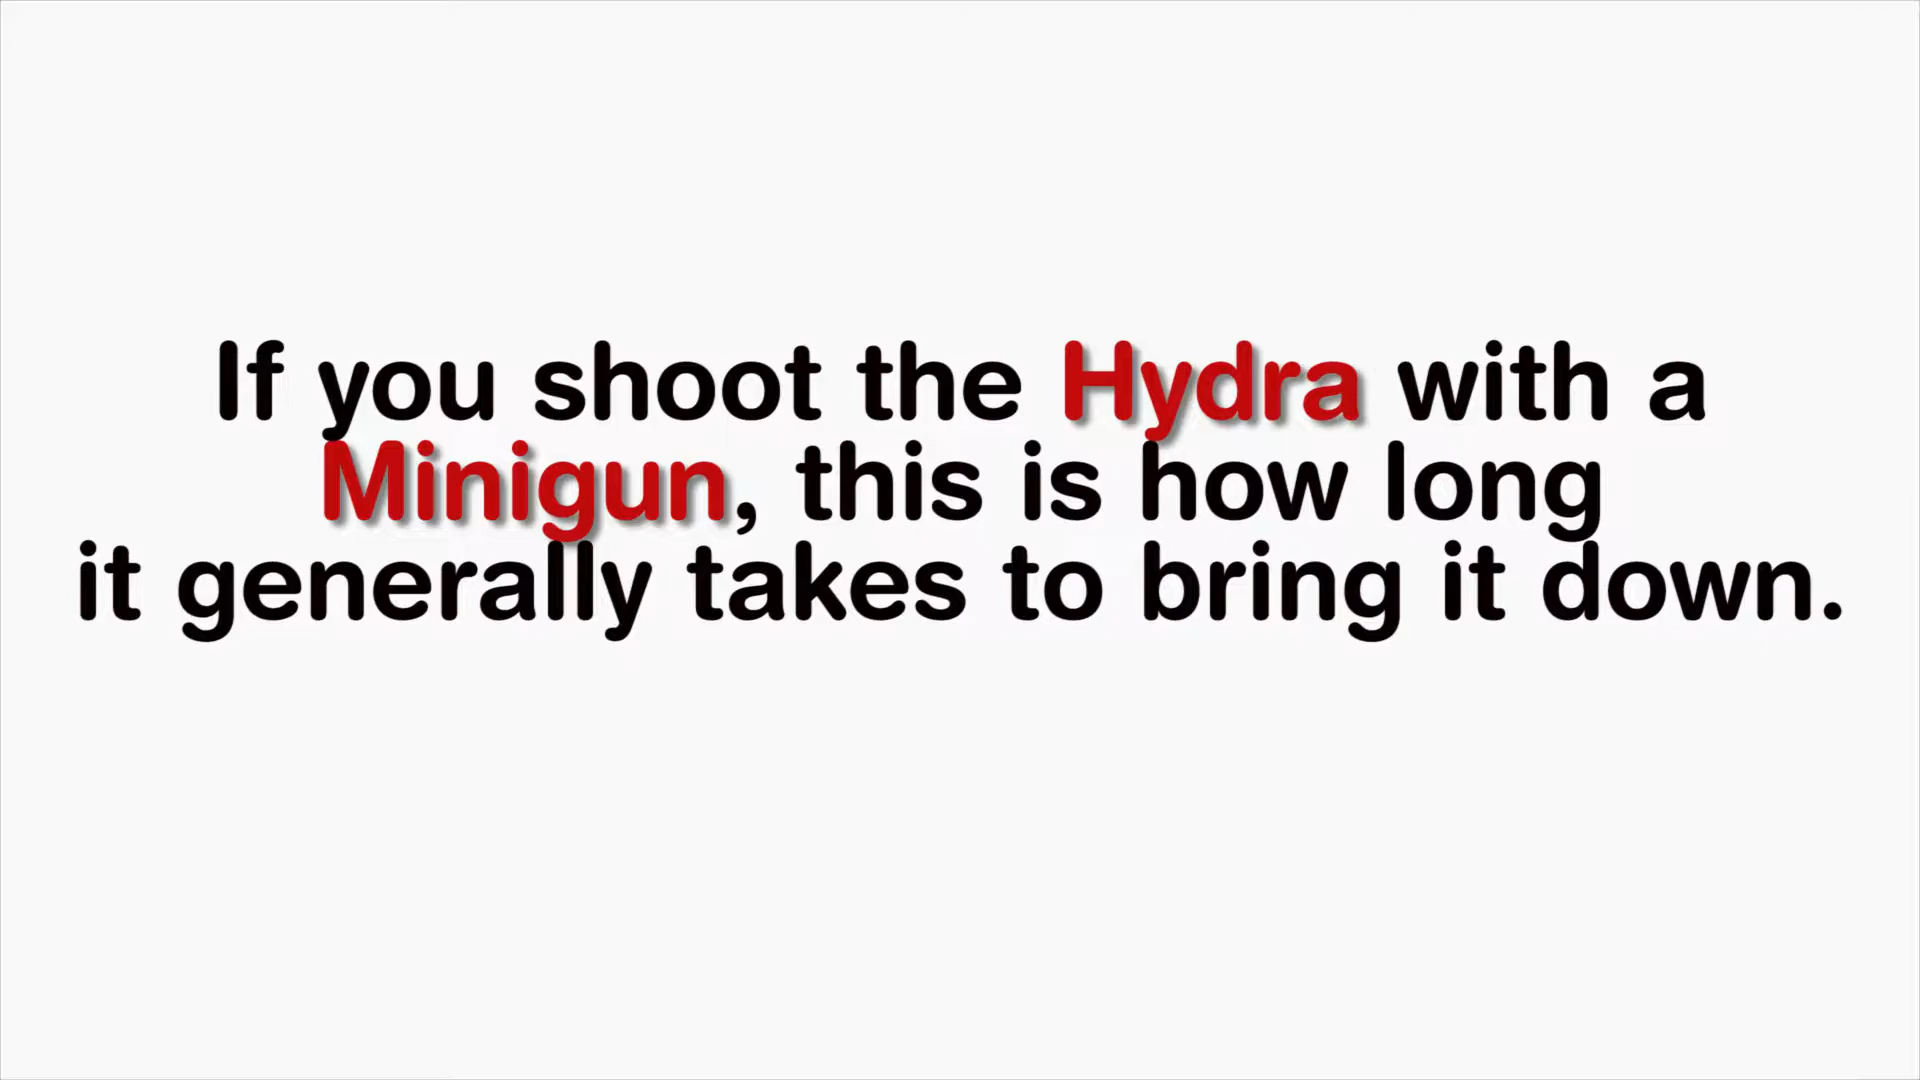 If you shoot the Hydra with a
Minigun, this is how long
it generally takes to bring it down.